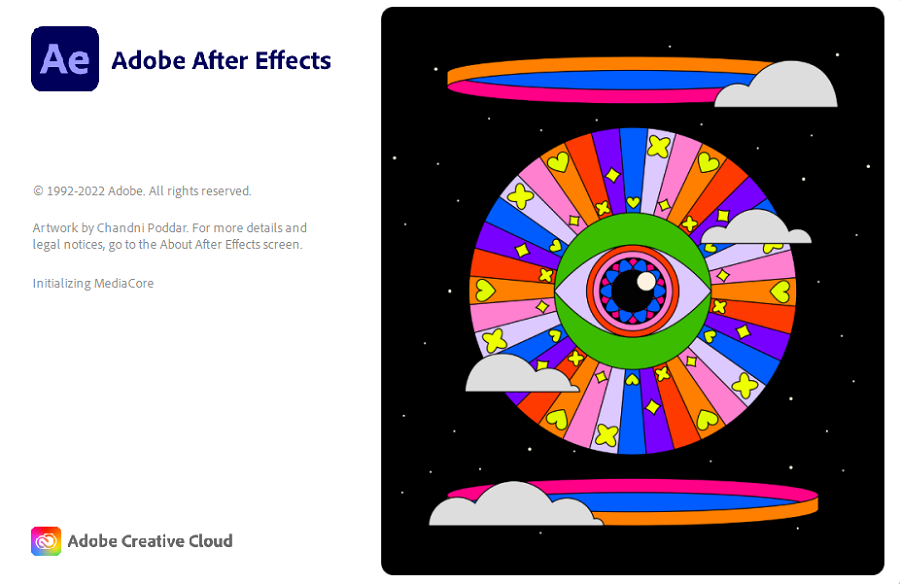 Ae
Adobe After Effects
© 1992-2022 Adobe. All rights reserved.
Artwork by Chandni Poddar. For more details and
legal notices, go to the About After Effects screen.
Initializing MediaCore
Adobe Creative Cloud